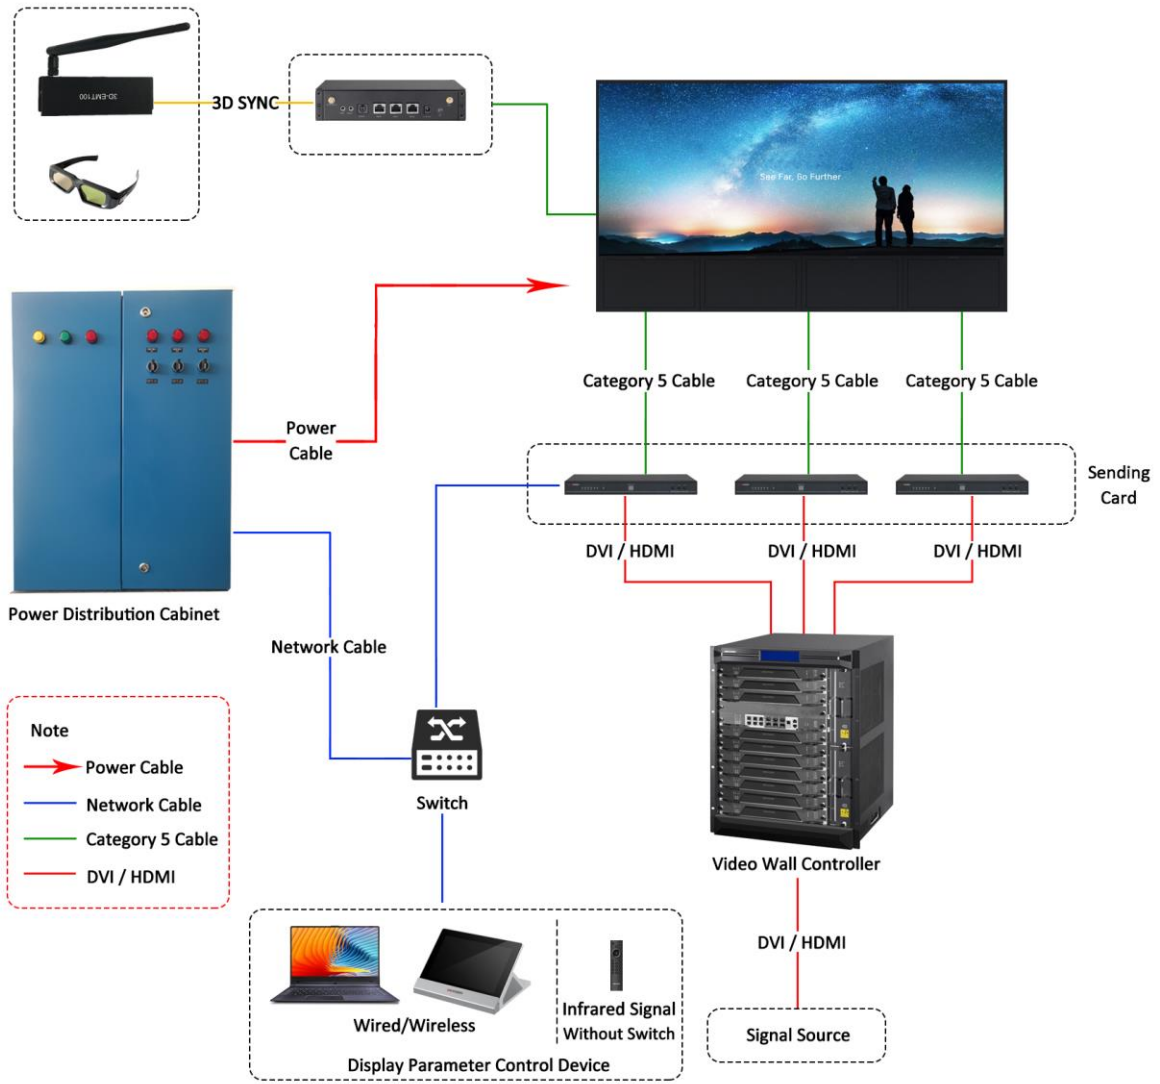 3D-EMT100
3D SYNC
See Far, Go Further
Category 5 Cable
Category 5 Cable
Category 5 Cable
Power
Cable
Sending
Card
DVI / HDMI
DVI / HDMI
DVI / HDMI
Power Distribution Cabinet
Network Cable
Note
Power Cable
Network Cable
Category 5 Cable
DVI / HDMI
Switch
Video Wall Controller
DVI / HDMI
Wired/Wireless
Infrared Signal
Without Switch
Display Parameter Control Device
Signal Source